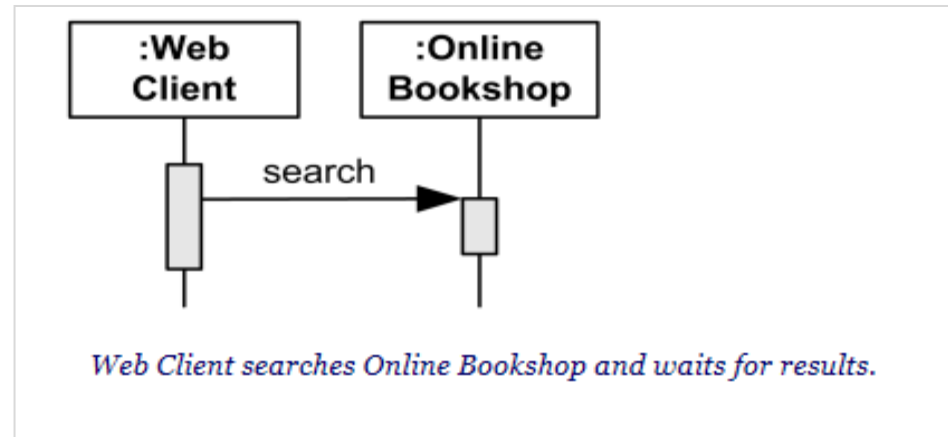 :Web
Client
:Online
Bookshop
search
Web Client searches Online Bookshop and waits for results.